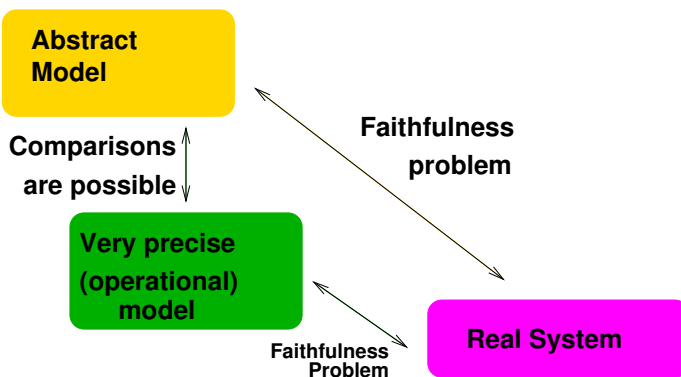 Abstract
Model
Faithfulness
problem
Comparisons
are possible
Very precise
(operational)
model
Real System
Faithfulness
Problem